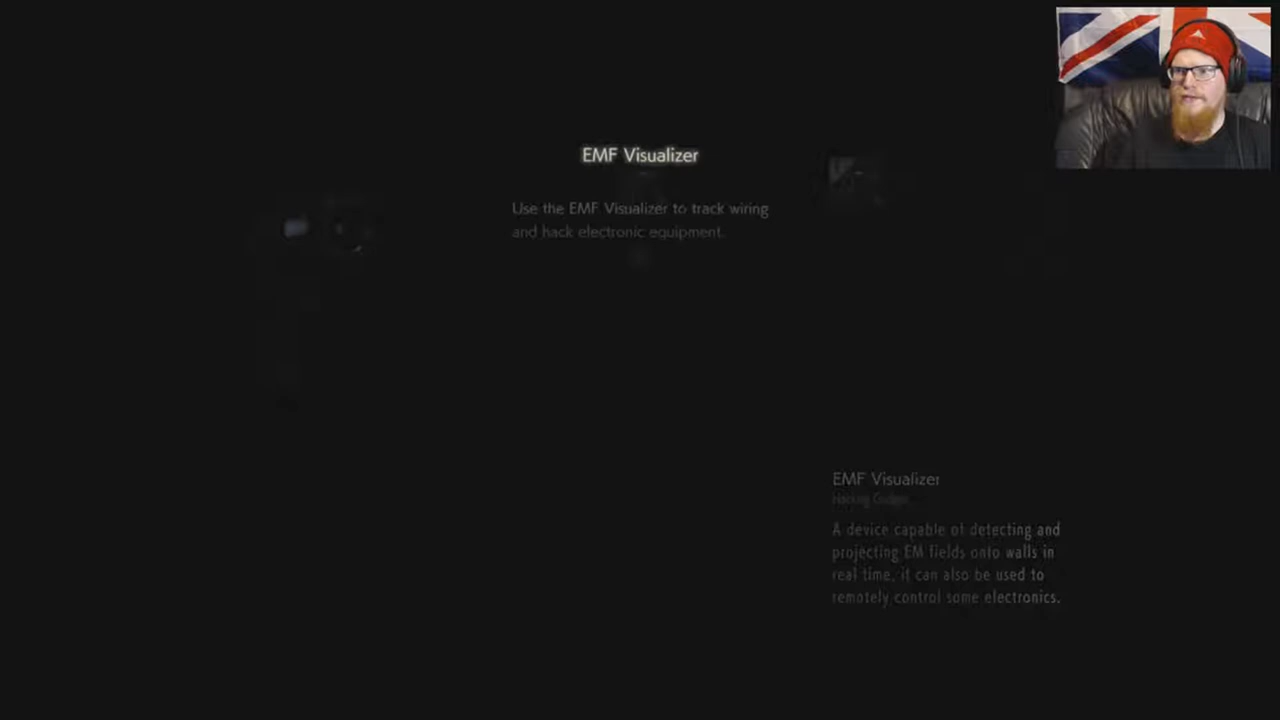 EMF Visualizer
Use the EMF Visualizer to track wiring
and hack electronic equipment.
EMF Visualizer
Hacking Gadget
A device capable of detecting and
projecting EM fields onto walls in
real time, it can also be used to
remotely control some electronics.